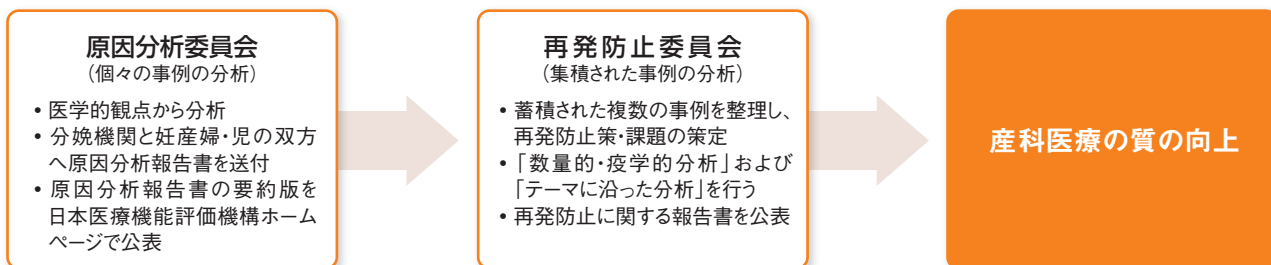 原因分析委員会
（個々の事例の分析）
• 医学的観点から分析
• 分娩機関と妊産婦・児の双方
へ原因分析報告書を送付
• 原因分析報告書の要約版を
日本医療機能評価機構ホーム
ページで公表
再発防止委員会
（集積された事例の分析）
• 蓄積された複数の事例を整理し、
再発防止策・課題の策定
• 「数量的・疫学的分析」および
「テーマに沿った分析」を行う
• 再発防止に関する報告書を公表
産科医療の質の向上